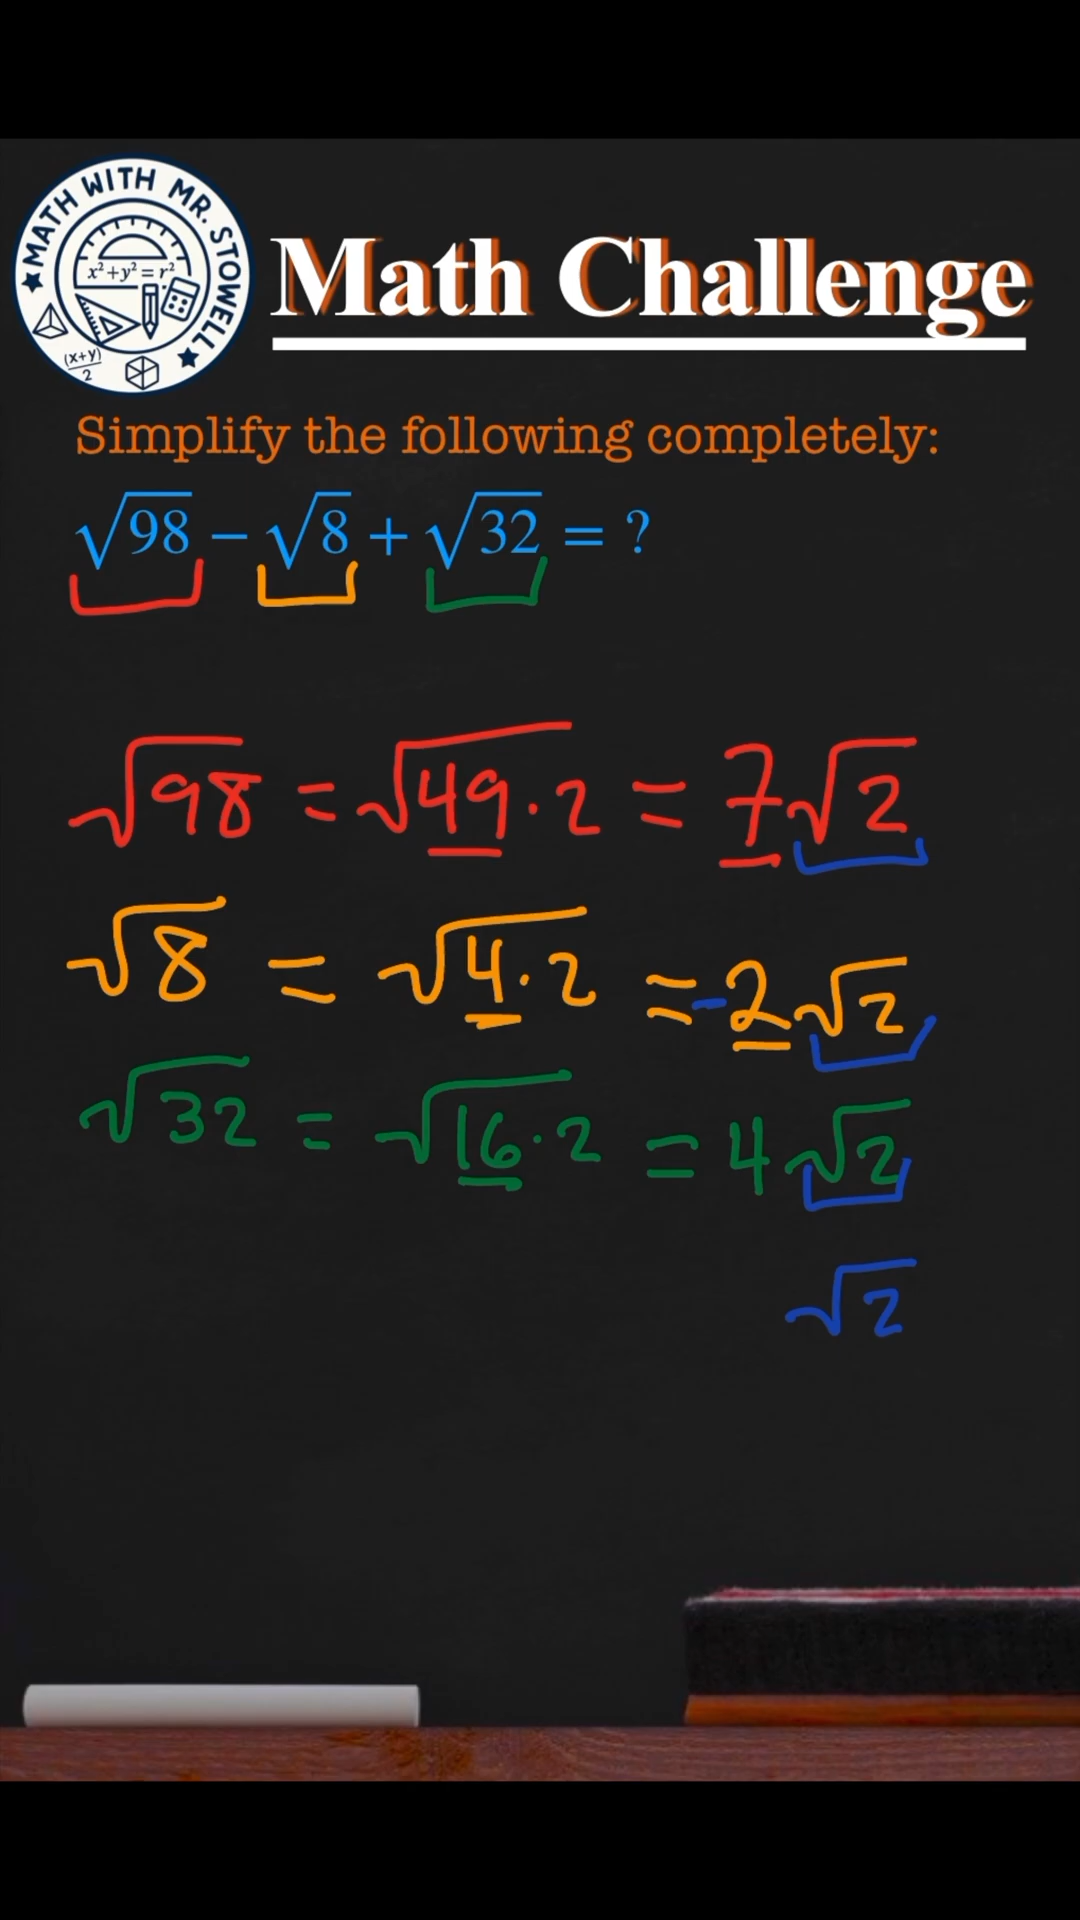 MATH WITH MR. STOWELL
x²+y²=r²
(x+y)
2
Math Challenge
Simplify the following completely:
√98 − √8 + √32 = ?
√98 = √49·2 = 7√2
√8 = √4·2 = -2√2
√32 = √16·2 = 4√2
√2